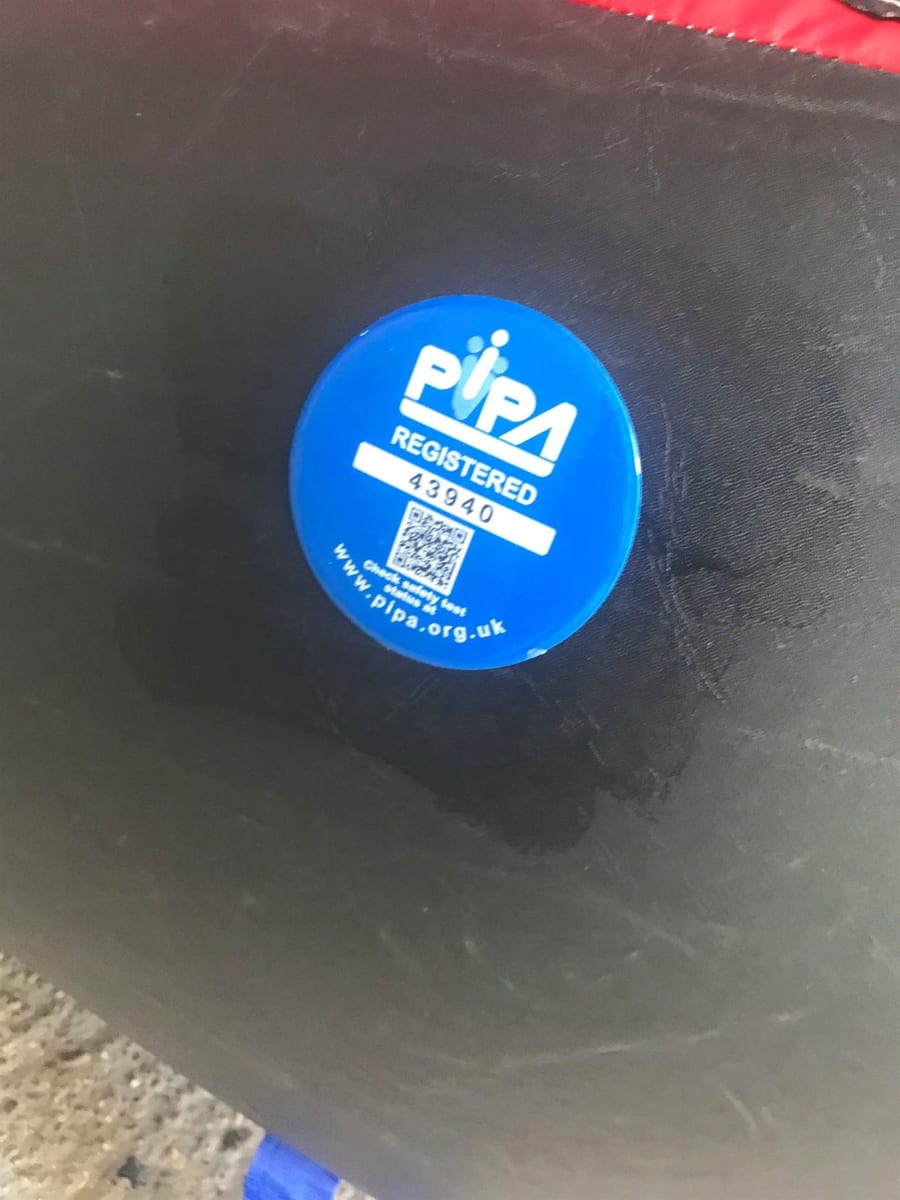 PiPA
REGISTERED
43940
Check safety test
status at
www.pipa.org.uk